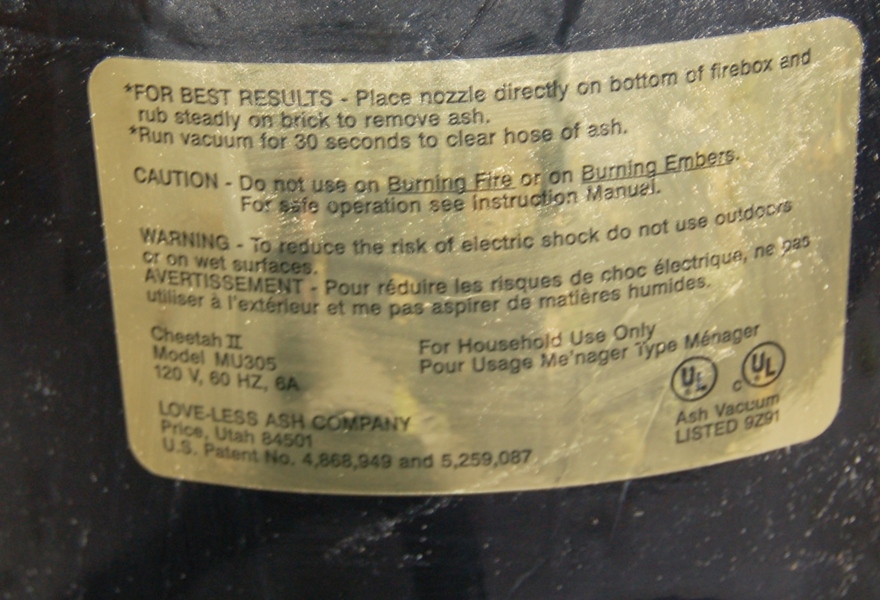 *FOR BEST RESULTS - Place nozzle directly on bottom of firebox and
rub steadily on brick to remove ash.
*Run vacuum for 30 seconds to clear hose of ash.
CAUTION - Do not use on Burning Fire or on Burning Embers.
For safe operation see Instruction Manual.
WARNING - To reduce the risk of electric shock do not use outdoors
or on wet surfaces.
AVERTISSEMENT - Pour réduire les risques de choc électrique, ne pas
utiliser à l'extérieur et me pas aspirer de matières humides.
Cheetah II
Model MU305
120 V, 60 HZ, 6A
For Household Use Only
Pour Usage Me'nager Type Ménager
LOVE-LESS ASH COMPANY
Price, Utah 84501
U.S. Patent No. 4,868,949 and 5,259,087
UL c UL
Ash Vacuum
LISTED 9Z91